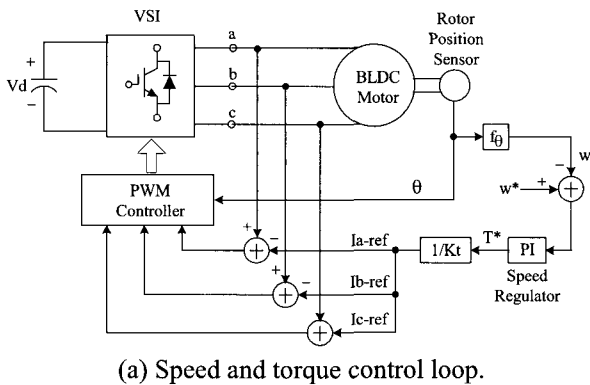 VSI
Rotor
Position
Sensor
a
b
c
+
Vd
−
BLDC
Motor
fθ
w
−
w* +
+
θ
PWM
Controller
+ − Ia-ref
+
1/Kt
T*
PI
Speed
Regulator
+ − Ib-ref
+
Ic-ref
+
(a) Speed and torque control loop.